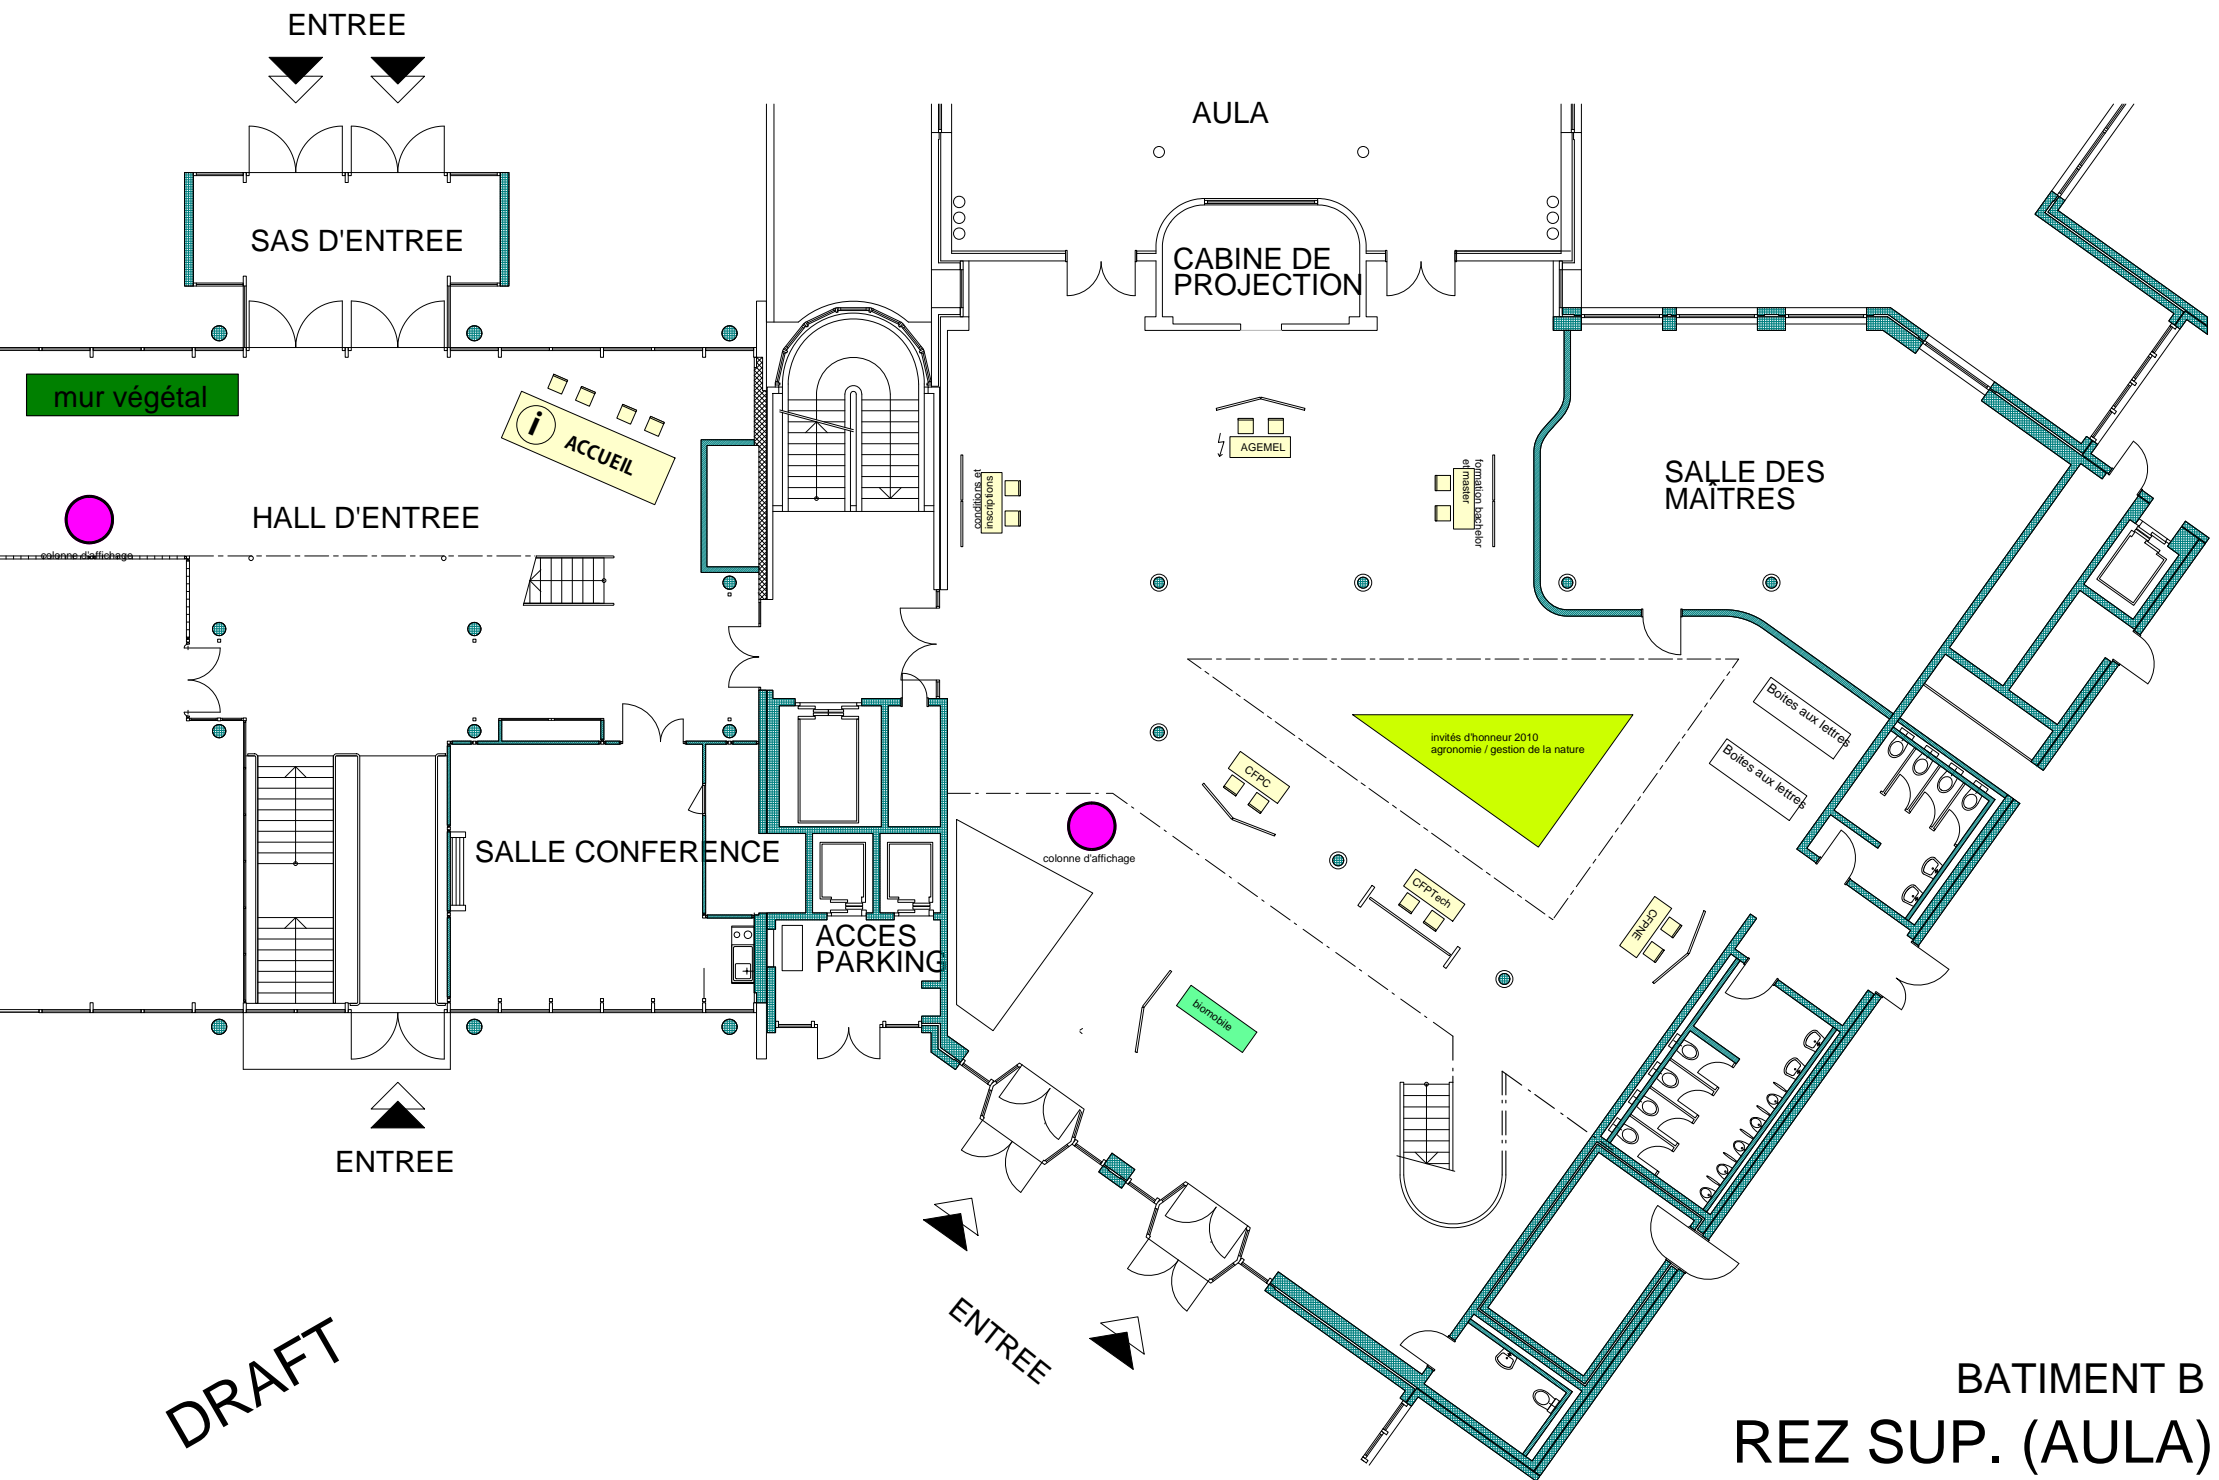 ENTREE
AULA
SAS D'ENTREE
CABINE DE
PROJECTION
mur végétal
i
ACCUEIL
AGEMEL
conditions et
inscriptions
formation bachelor
et master
SALLE DES
MAÎTRES
HALL D'ENTREE
colonne d'affichage
Boites aux lettres
Boites aux lettres
invités d'honneur 2010
agronomie / gestion de la nature
CFPC
colonne d'affichage
SALLE CONFERENCE
CFPTech
CFPNE
ACCES
PARKING
biomobile
ENTREE
ENTREE
DRAFT
BATIMENT B
REZ SUP. (AULA)